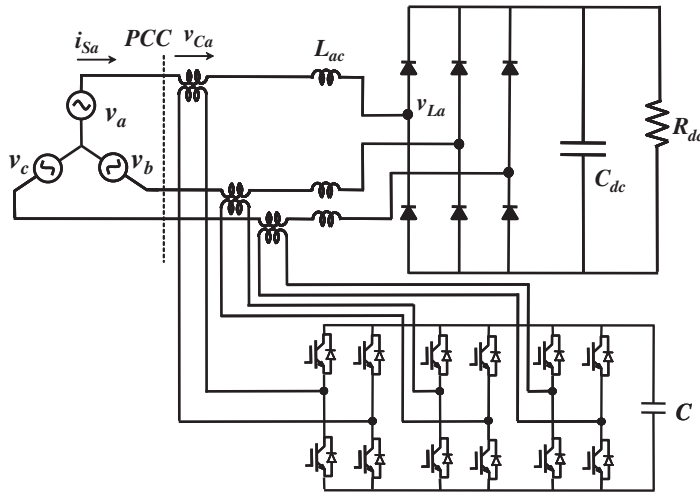 i_Sa PCC v_Ca
L_ac
v_a
v_La
R_dc
v_c v_b
C_dc
C